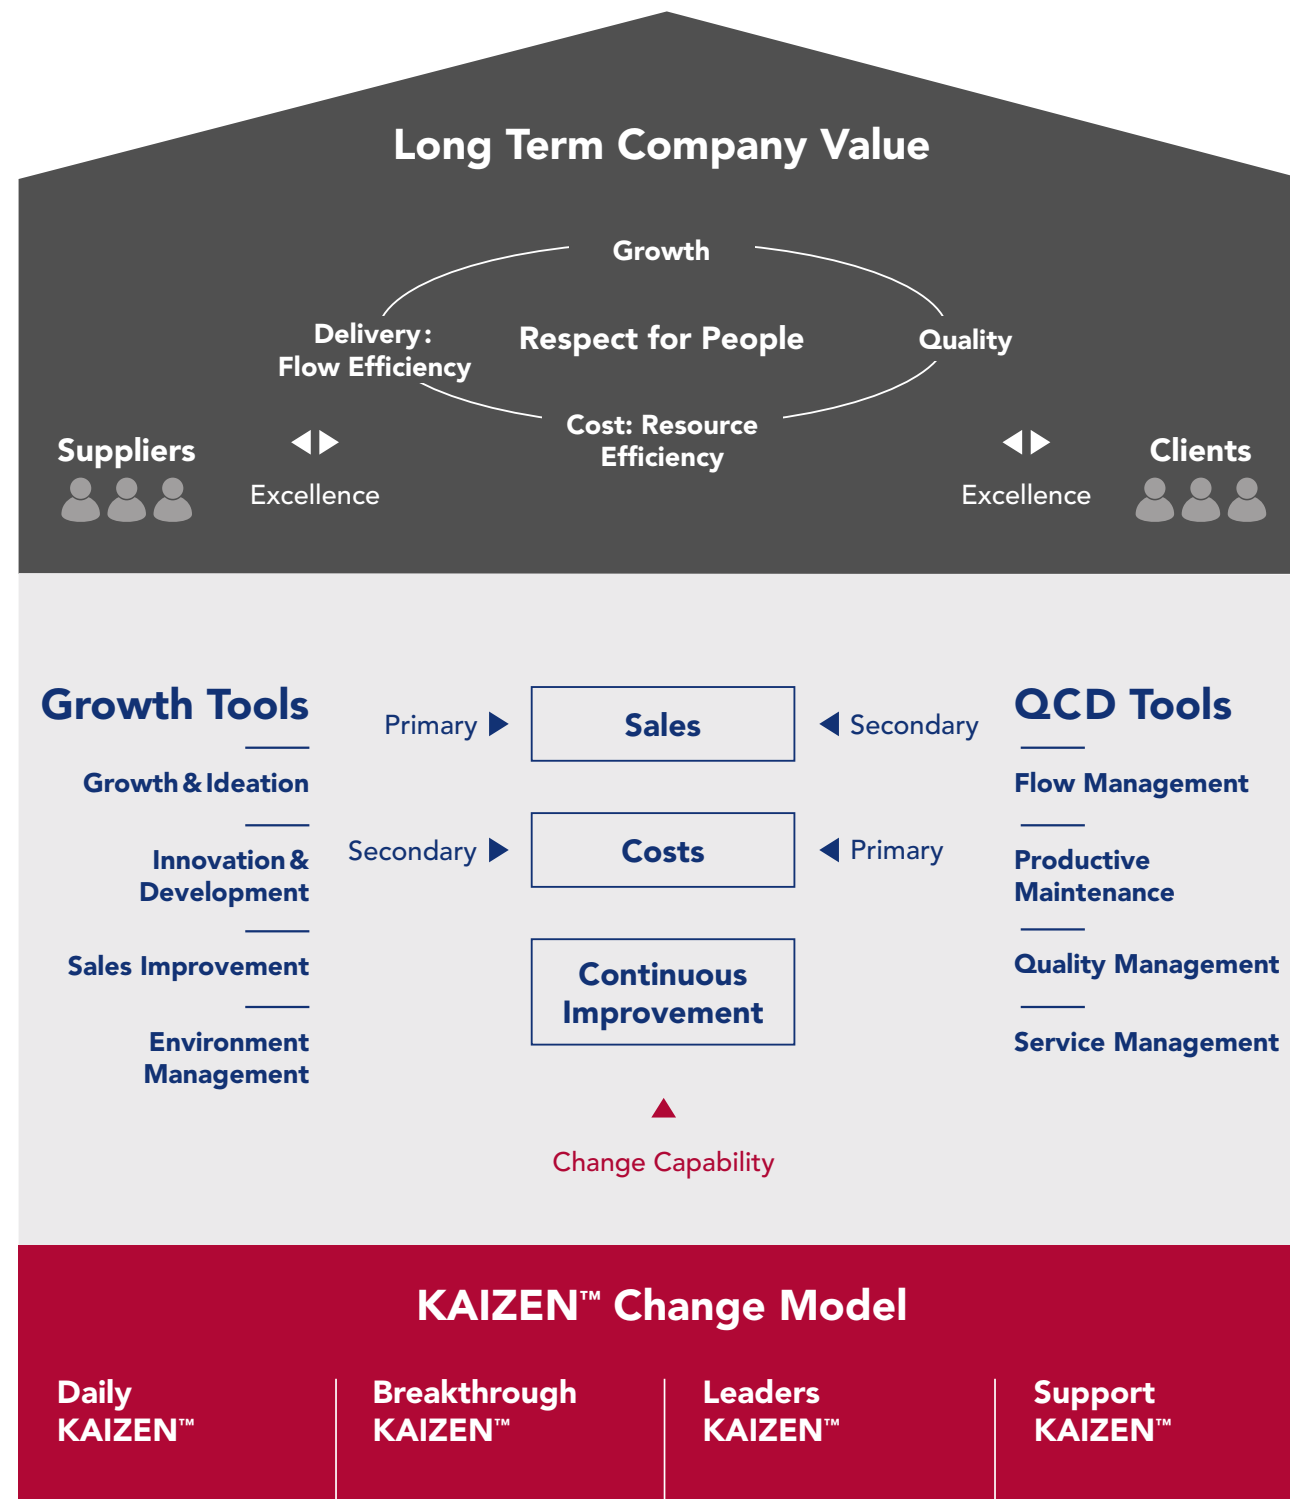 Long Term Company Value
Growth
Delivery:
Flow Efficiency
Respect for People
Quality
Cost: Resource
Efficiency
Suppliers
Excellence
Excellence
Clients
Growth Tools
Growth & Ideation
Innovation &
Development
Sales Improvement
Environment
Management
Primary
Sales
Secondary
Secondary
Costs
Primary
Continuous
Improvement
Change Capability
QCD Tools
Flow Management
Productive
Maintenance
Quality Management
Service Management
KAIZEN™ Change Model
Daily
KAIZEN™
Breakthrough
KAIZEN™
Leaders
KAIZEN™
Support
KAIZEN™